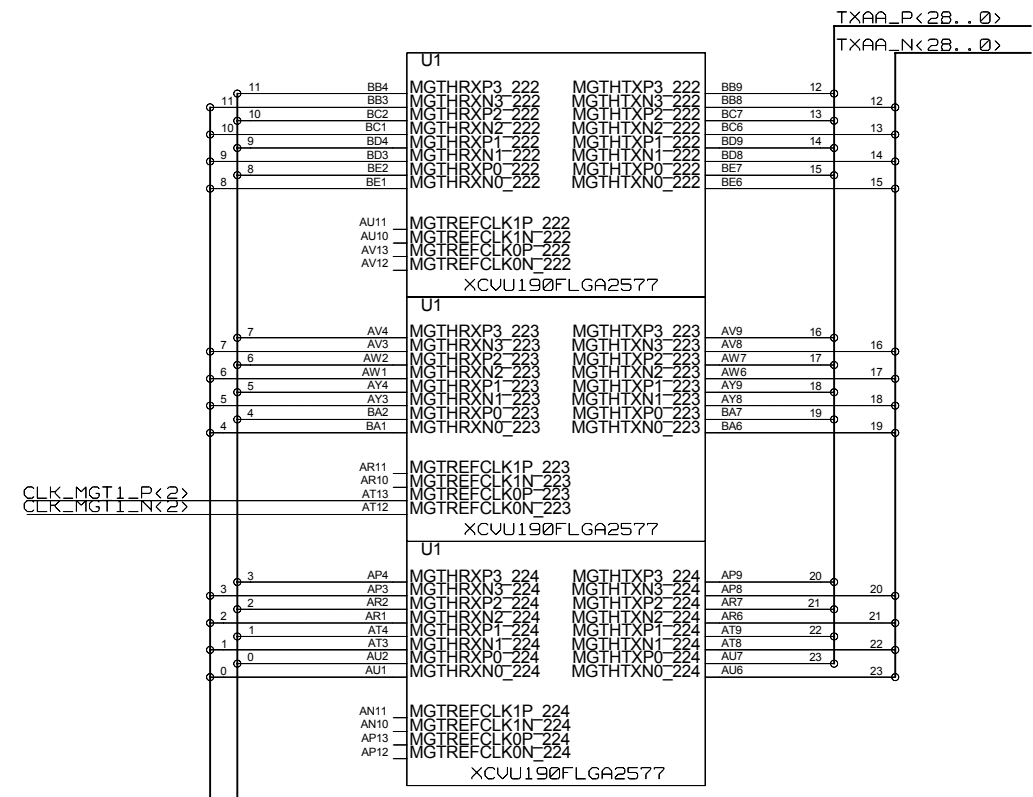 TXAA_P<28..0>
TXAA_N<28..0>
U1
11 BB4 MGTHRXP3_222 MGTHTXP3_222 BB9 12
11 BB3 MGTHRXN3_222 MGTHTXN3_222 BB8 12
10 BC2 MGTHRXP2_222 MGTHTXP2_222 BC7 13
10 BC1 MGTHRXN2_222 MGTHTXN2_222 BC6 13
9 BD4 MGTHRXP1_222 MGTHTXP1_222 BD9 14
9 BD3 MGTHRXN1_222 MGTHTXN1_222 BD8 14
8 BE2 MGTHRXP0_222 MGTHTXP0_222 BE7 15
8 BE1 MGTHRXN0_222 MGTHTXN0_222 BE6 15
AU11 MGTREFCLK1P_222
AU10 MGTREFCLK1N_222
AV13 MGTREFCLK0P_222
AV12 MGTREFCLK0N_222
XCVU190FLGA2577
U1
7 AV4 MGTHRXP3_223 MGTHTXP3_223 AV9 16
7 AV3 MGTHRXN3_223 MGTHTXN3_223 AV8 16
6 AW2 MGTHRXP2_223 MGTHTXP2_223 AW7 17
6 AW1 MGTHRXN2_223 MGTHTXN2_223 AW6 17
5 AY4 MGTHRXP1_223 MGTHTXP1_223 AY9 18
5 AY3 MGTHRXN1_223 MGTHTXN1_223 AY8 18
4 BA2 MGTHRXP0_223 MGTHTXP0_223 BA7 19
4 BA1 MGTHRXN0_223 MGTHTXN0_223 BA6 19
AR11 MGTREFCLK1P_223
AR10 MGTREFCLK1N_223
CLK_MGT1_P<2> AT13 MGTREFCLK0P_223
CLK_MGT1_N<2> AT12 MGTREFCLK0N_223
XCVU190FLGA2577
U1
3 AP4 MGTHRXP3_224 MGTHTXP3_224 AP9 20
3 AP3 MGTHRXN3_224 MGTHTXN3_224 AP8 20
2 AR2 MGTHRXP2_224 MGTHTXP2_224 AR7 21
2 AR1 MGTHRXN2_224 MGTHTXN2_224 AR6 21
1 AT4 MGTHRXP1_224 MGTHTXP1_224 AT9 22
1 AT3 MGTHRXN1_224 MGTHTXN1_224 AT8 22
0 AU2 MGTHRXP0_224 MGTHTXP0_224 AU7 23
0 AU1 MGTHRXN0_224 MGTHTXN0_224 AU6 23
AN11 MGTREFCLK1P_224
AN10 MGTREFCLK1N_224
AP13 MGTREFCLK0P_224
AP12 MGTREFCLK0N_224
XCVU190FLGA2577